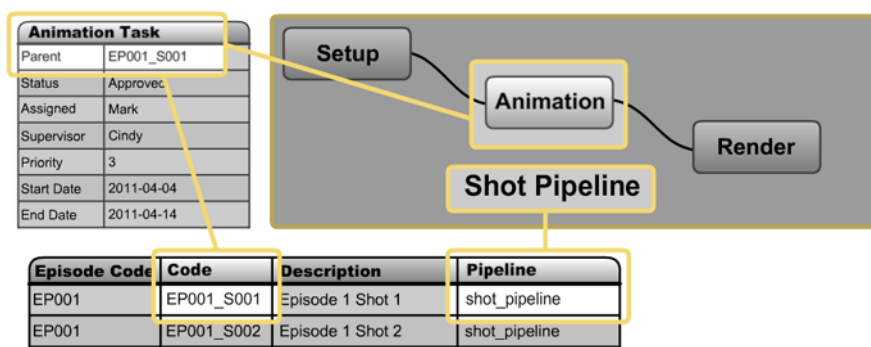 Animation Task
Parent EP001_S001
Status Approved
Assigned Mark
Supervisor Cindy
Priority 3
Start Date 2011-04-04
End Date 2011-04-14
Setup
Animation
Render
Shot Pipeline
Episode Code Code Description Pipeline
EP001 EP001_S001 Episode 1 Shot 1 shot_pipeline
EP001 EP001_S002 Episode 1 Shot 2 shot_pipeline